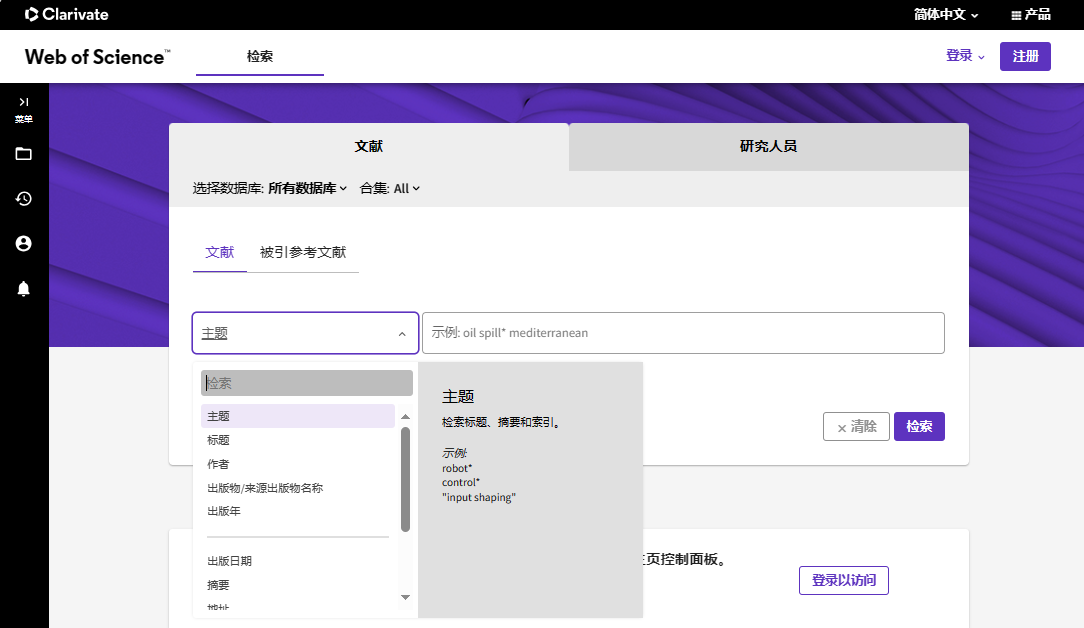 Clarivate
简体中文
产品
Web of Science™
检索
登录
注册
菜单
文献
研究人员
选择数据库: 所有数据库
合集: All
文献
被引参考文献
主题
示例: oil spill* mediterranean
检索
主题
标题
作者
出版物/来源出版物名称
出版年
出版日期
摘要
地址
主题
检索标题、摘要和索引。
示例:
robot*
control*
"input shaping"
× 清除
检索
页控制面板。
登录以访问